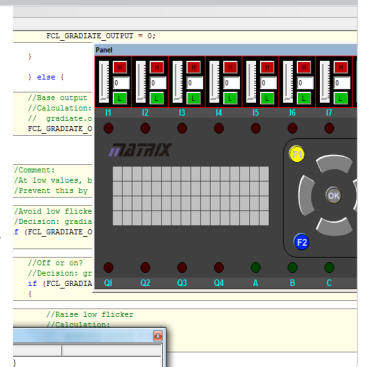 FCL_GRADIATE_OUTPUT = 0;
}
} else {
//Base output
//Calculation:
// gradiate.o
FCL_GRADIATE_O
/Comment:
/At low values, b
/Prevent this by
/Avoid low flicke
/Decision: gradia
f (FCL_GRADIATE_O
//Off or on?
//Decision: gr
if (FCL_GRADIA
{
//Raise low flicker
//Calculation:
)
Panel
H H H H H H H
0 0 0 0 0 0 0
L L L L L L L
I1 I2 I3 I4 I5 I6 I7
MATRIX
F1
OK
F2
Q1 Q2 Q3 Q4 A B C